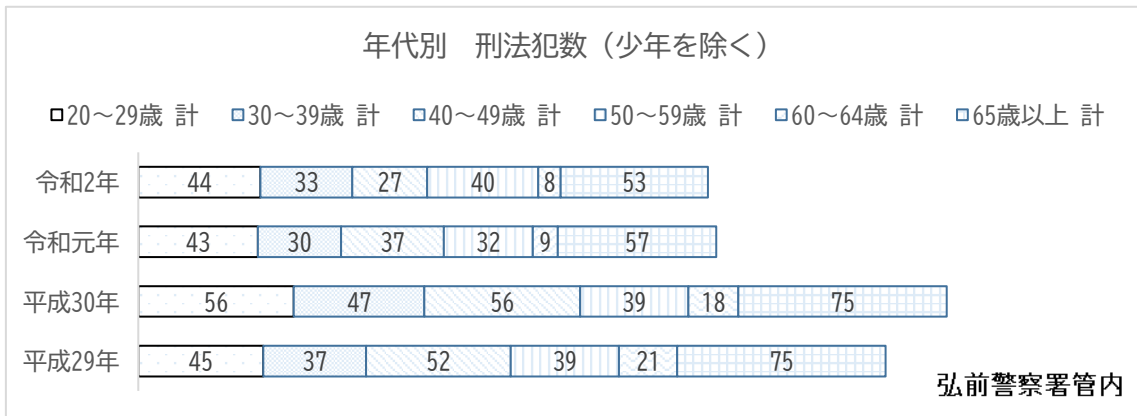 年代別　刑法犯数（少年を除く）
20～29歳 計 30～39歳 計 40～49歳 計 50～59歳 計 60～64歳 計 65歳以上 計
令和2年 44 33 27 40 8 53
令和元年 43 30 37 32 9 57
平成30年 56 47 56 39 18 75
平成29年 45 37 52 39 21 75
弘前警察署管内